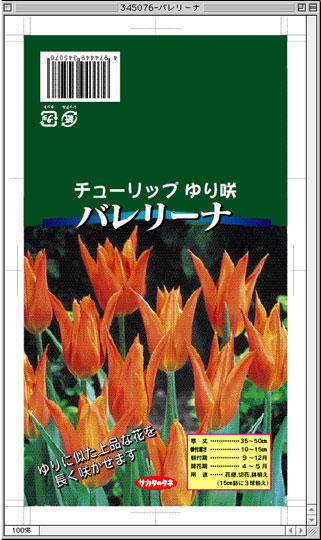 345076-バレリーナ
4 974449 345070
チューリップ ゆり咲
バレリーナ
ゆりに似た上品な花を
長く咲かせます
草丈…………35〜50cm
植付間隔…………10〜15cm
植付期…………9〜12月
開花期…………4〜5月
用途……花壇、切花、鉢植え
(15cm鉢に3球植え)
サカタのタネ
100%